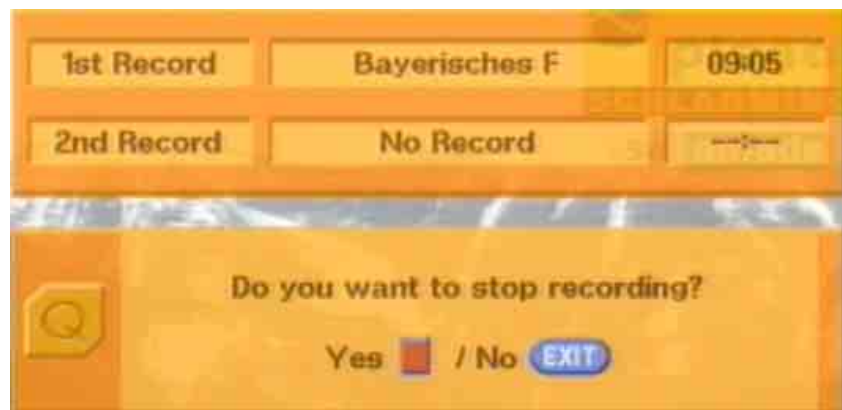 1st Record Bayerisches F 09:05
2nd Record No Record --:--
Q
Do you want to stop recording?
Yes / No EXIT